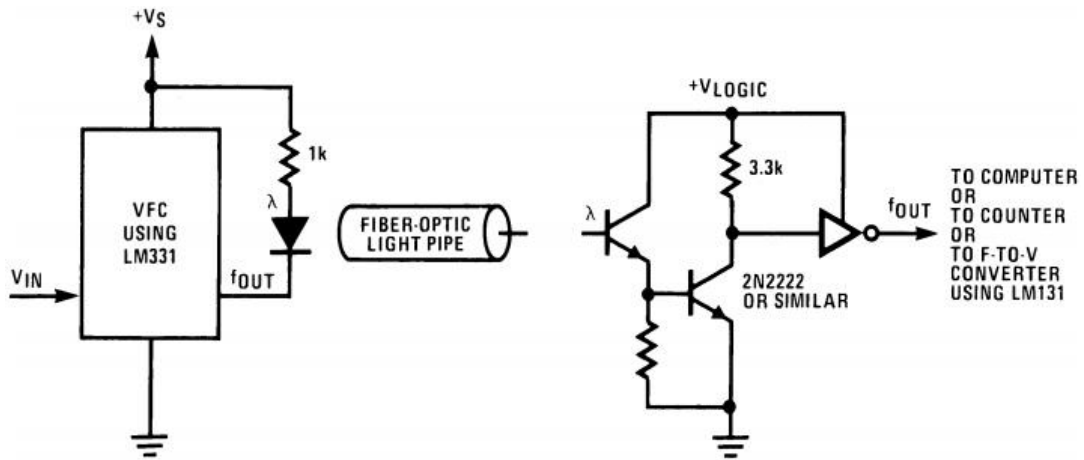 +VS
1k
λ
VFC
USING
LM331
VIN
fOUT
FIBER-OPTIC
LIGHT PIPE
+VLOGIC
3.3k
λ
2N2222
OR SIMILAR
fOUT
TO COMPUTER
OR
TO COUNTER
OR
TO F-TO-V
CONVERTER
USING LM131